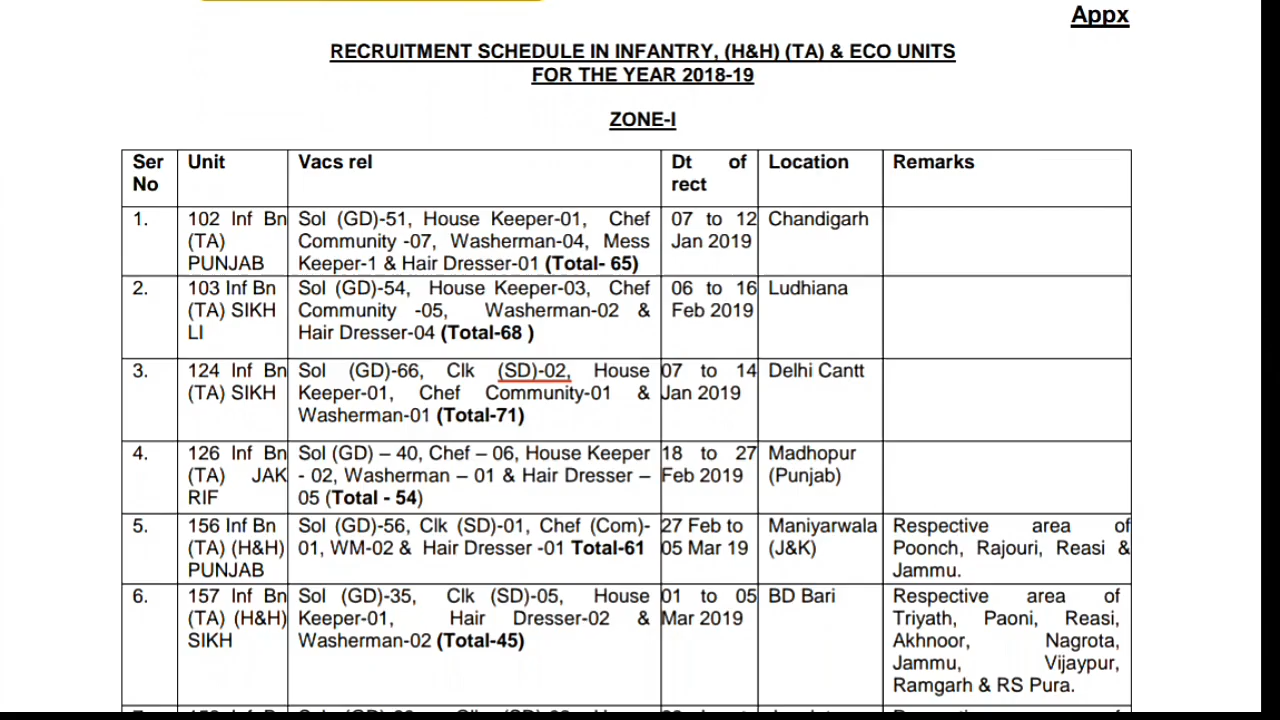 Appx
RECRUITMENT SCHEDULE IN INFANTRY, (H&H) (TA) & ECO UNITS
FOR THE YEAR 2018-19
ZONE-I
Ser No | Unit | Vacs rel | Dt of rect | Location | Remarks
1. | 102 Inf Bn (TA) PUNJAB | Sol (GD)-51, House Keeper-01, Chef Community -07, Washerman-04, Mess Keeper-1 & Hair Dresser-01 (Total- 65) | 07 to 12 Jan 2019 | Chandigarh
2. | 103 Inf Bn (TA) SIKH LI | Sol (GD)-54, House Keeper-03, Chef Community -05, Washerman-02 & Hair Dresser-04 (Total-68 ) | 06 to 16 Feb 2019 | Ludhiana
3. | 124 Inf Bn (TA) SIKH | Sol (GD)-66, Clk (SD)-02, House Keeper-01, Chef Community-01 & Washerman-01 (Total-71) | 07 to 14 Jan 2019 | Delhi Cantt
4. | 126 Inf Bn (TA) JAK RIF | Sol (GD) – 40, Chef – 06, House Keeper - 02, Washerman – 01 & Hair Dresser – 05 (Total - 54) | 18 to 27 Feb 2019 | Madhopur (Punjab)
5. | 156 Inf Bn (TA) (H&H) PUNJAB | Sol (GD)-56, Clk (SD)-01, Chef (Com)-01, WM-02 & Hair Dresser -01 Total-61 | 27 Feb to 05 Mar 19 | Maniyarwala (J&K) | Respective area of Poonch, Rajouri, Reasi & Jammu.
6. | 157 Inf Bn (TA) (H&H) SIKH | Sol (GD)-35, Clk (SD)-05, House Keeper-01, Hair Dresser-02 & Washerman-02 (Total-45) | 01 to 05 Mar 2019 | BD Bari | Respective area of Triyath, Paoni, Reasi, Akhnoor, Nagrota, Jammu, Vijaypur, Ramgarh & RS Pura.